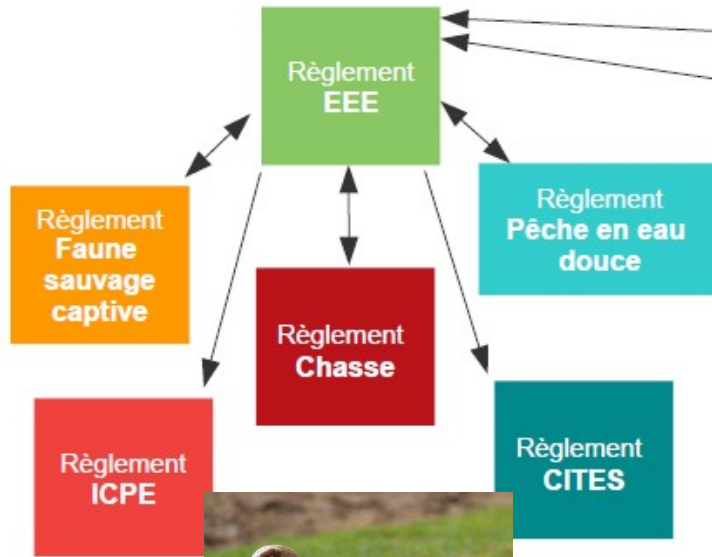 Règlement
EEE
Règlement
Faune
sauvage
captive
Règlement
Chasse
Règlement
Pêche en eau
douce
Règlement
ICPE
Règlement
CITES